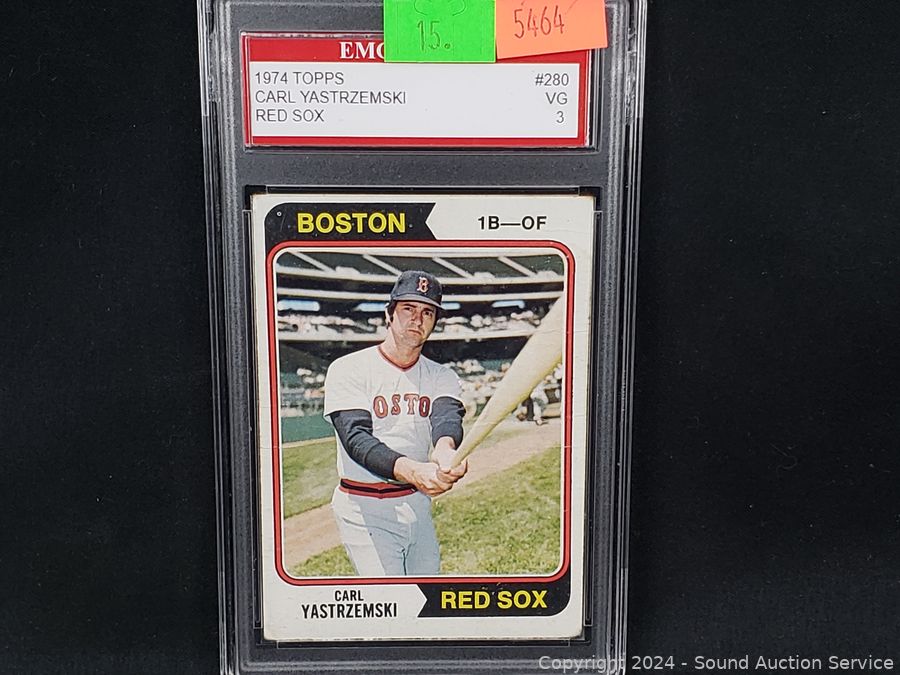 15.
5464
1974 TOPPS #280
CARL YASTRZEMSKI VG
RED SOX 3
BOSTON 1B—OF
B
OSTO
CARL
YASTRZEMSKI
RED SOX
Copyright © 2024 - Sound Auction Service